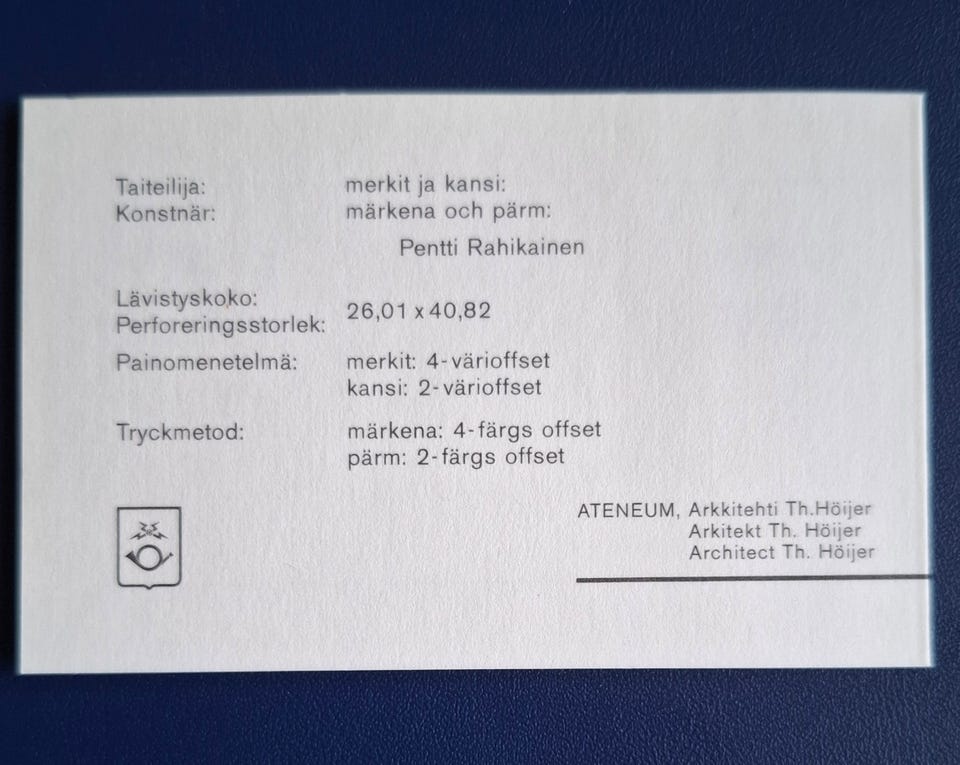 Taiteilija: merkit ja kansi:
Konstnär: märkena och pärm:
Pentti Rahikainen
Lävistyskoko:
Perforeringsstorlek: 26,01 x 40,82
Painomenetelmä: merkit: 4-värioffset
kansi: 2-värioffset
Tryckmetod: märkena: 4-färgs offset
pärm: 2-färgs offset
ATENEUM, Arkkitehti Th.Höijer
Arkitekt Th. Höijer
Architect Th. Höijer